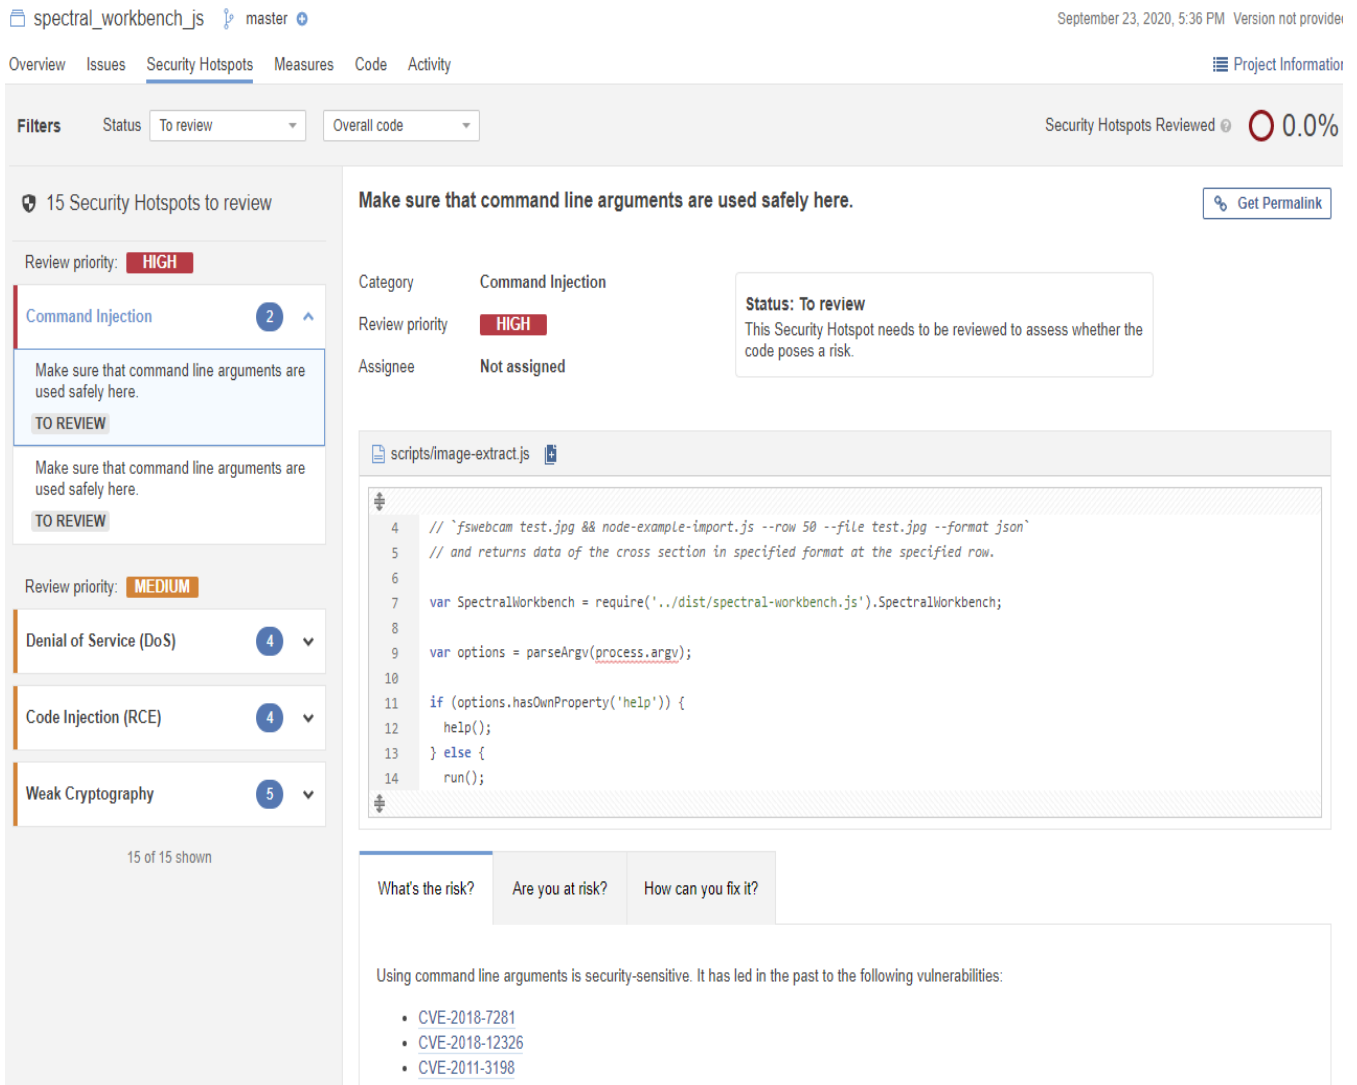 spectral_workbench_js master
September 23, 2020, 5:36 PM Version not provided
Overview Issues Security Hotspots Measures Code Activity
Project Information
Filters Status To review Overall code
Security Hotspots Reviewed 0.0%
15 Security Hotspots to review
Review priority: HIGH
Command Injection 2
Make sure that command line arguments are
used safely here.
TO REVIEW
Make sure that command line arguments are
used safely here.
TO REVIEW
Review priority: MEDIUM
Denial of Service (DoS) 4
Code Injection (RCE) 4
Weak Cryptography 5
15 of 15 shown
Make sure that command line arguments are used safely here.
Get Permalink
Category Command Injection
Review priority HIGH
Assignee Not assigned
Status: To review
This Security Hotspot needs to be reviewed to assess whether the
code poses a risk.
scripts/image-extract.js
4 // `fswebcam test.jpg && node-example-import.js --row 50 --file test.jpg --format json`
5 // and returns data of the cross section in specified format at the specified row.
6
7 var SpectralWorkbench = require('../dist/spectral-workbench.js').SpectralWorkbench;
8
9 var options = parseArgv(process.argv);
10
11 if (options.hasOwnProperty('help')) {
12 help();
13 } else {
14 run();
What's the risk? Are you at risk? How can you fix it?
Using command line arguments is security-sensitive. It has led in the past to the following vulnerabilities:
• CVE-2018-7281
• CVE-2018-12326
• CVE-2011-3198